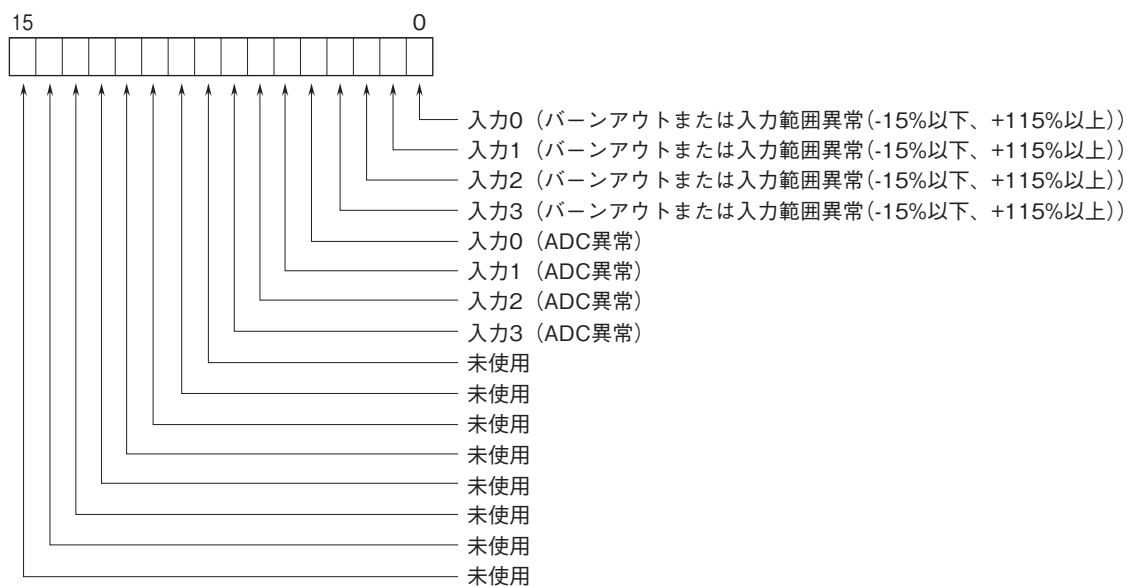 15 0
入力0（バーンアウトまたは入力範囲異常(-15%以下、+115%以上)）
入力1（バーンアウトまたは入力範囲異常(-15%以下、+115%以上)）
入力2（バーンアウトまたは入力範囲異常(-15%以下、+115%以上)）
入力3（バーンアウトまたは入力範囲異常(-15%以下、+115%以上)）
入力0（ADC異常）
入力1（ADC異常）
入力2（ADC異常）
入力3（ADC異常）
未使用
未使用
未使用
未使用
未使用
未使用
未使用
未使用